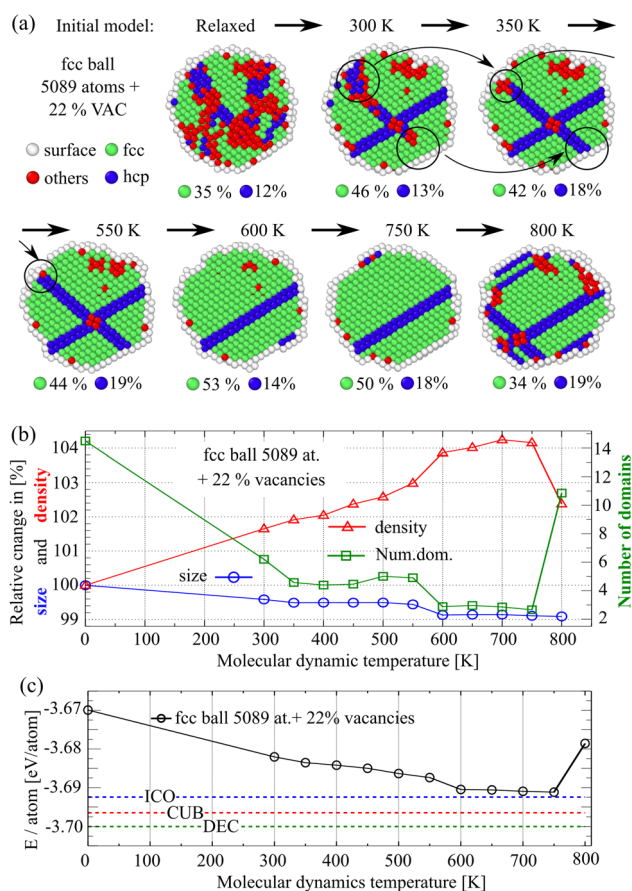 (a) Initial model: Relaxed 300 K 350 K
fcc ball
5089 atoms +
22 % VAC
surface fcc
others hcp
35 % 12% 46 % 13% 42 % 18%
550 K 600 K 750 K 800 K
44 % 19% 53 % 14% 50 % 18% 34 % 19%
(b)
Relative change in [%]
size and density
104
103
102
101
100
99
fcc ball 5089 at.
+ 22 % vacancies
density
Num.dom.
size
14
12
10
8
6
4
2
Number of domains
0 100 200 300 400 500 600 700 800
Molecular dynamic temperature [K]
(c)
E / atom [eV/atom]
-3.67
-3.68
-3.69
-3.70
fcc ball 5089 at.+ 22% vacancies
ICO
CUB
DEC
0 100 200 300 400 500 600 700 800
Molecular dynamics temperature [K]